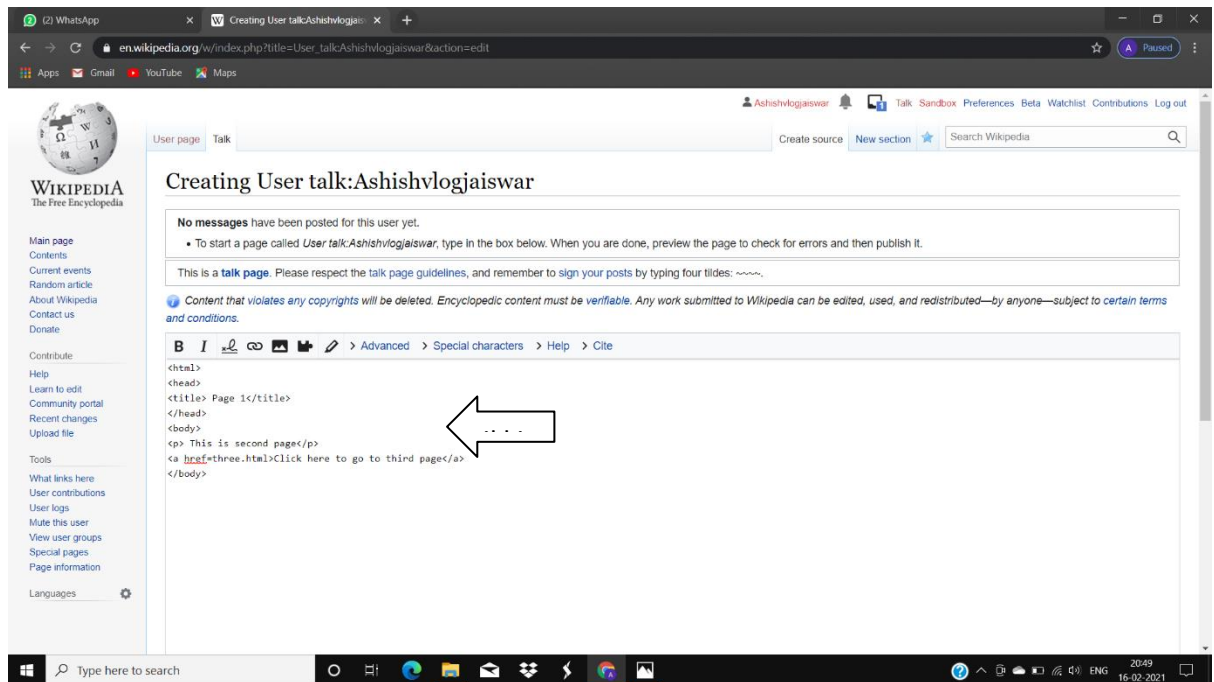 (2) WhatsApp
Creating User talk:Ashishvlogjais
en.wikipedia.org/w/index.php?title=User_talk:Ashishvlogjaiswar&action=edit
A Paused
Apps Gmail YouTube Maps
Ashishvlogjaiswar 1 Talk Sandbox Preferences Beta Watchlist Contributions Log out
User page Talk Create source New section Search Wikipedia
WIKIPEDIA
The Free Encyclopedia
Main page
Contents
Current events
Random article
About Wikipedia
Contact us
Donate
Contribute
Help
Learn to edit
Community portal
Recent changes
Upload file
Tools
What links here
User contributions
User logs
Mute this user
View user groups
Special pages
Page information
Languages
Creating User talk:Ashishvlogjaiswar
No messages have been posted for this user yet.
• To start a page called User talk:Ashishvlogjaiswar, type in the box below. When you are done, preview the page to check for errors and then publish it.
This is a talk page. Please respect the talk page guidelines, and remember to sign your posts by typing four tildes: ~~~~.
Content that violates any copyrights will be deleted. Encyclopedic content must be verifiable. Any work submitted to Wikipedia can be edited, used, and redistributed—by anyone—subject to certain terms
and conditions.
B I Advanced Special characters Help Cite
<html>
<head>
<title> Page 1</title>
</head>
<body>
<p> This is second page</p>
<a href=three.html>Click here to go to third page</a>
</body>
Type here to search
ENG
20:49
16-02-2021